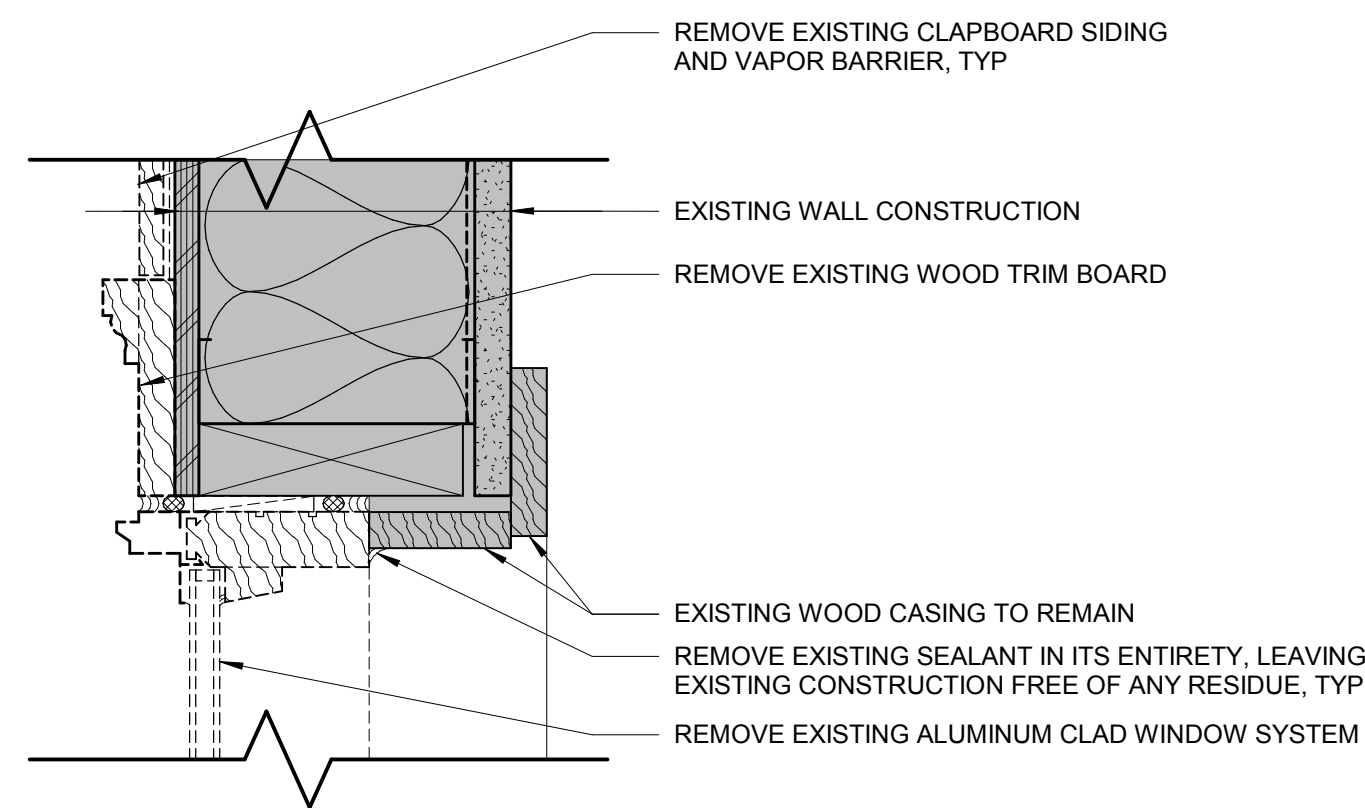 REMOVE EXISTING CLAPBOARD SIDING
AND VAPOR BARRIER, TYP
EXISTING WALL CONSTRUCTION
REMOVE EXISTING WOOD TRIM BOARD
EXISTING WOOD CASING TO REMAIN
REMOVE EXISTING SEALANT IN ITS ENTIRETY, LEAVING
EXISTING CONSTRUCTION FREE OF ANY RESIDUE, TYP
REMOVE EXISTING ALUMINUM CLAD WINDOW SYSTEM